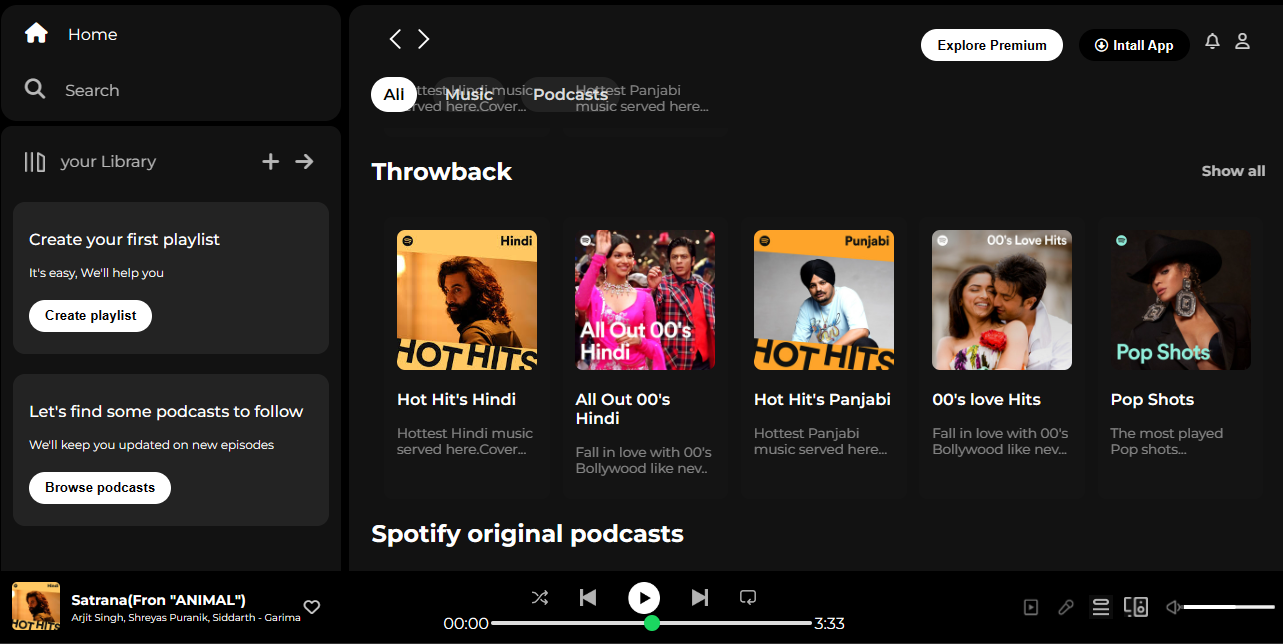 Home
Search
your Library
Create your first playlist
It's easy, We'll help you
Create playlist
Let's find some podcasts to follow
We'll keep you updated on new episodes
Browse podcasts
Explore Premium
Intall App
All
Music
Podcasts
ttest Hindi music
rved here.Cover...
Hottest Panjabi
music served here...
Throwback
Show all
Hindi
HOT HITS
All Out 00's
Hindi
Punjabi
HOT HITS
00's Love Hits
Pop Shots
Hot Hit's Hindi
Hottest Hindi music
served here.Cover...
All Out 00's
Hindi
Fall in love with 00's
Bollywood like nev..
Hot Hit's Panjabi
Hottest Panjabi
music served here...
00's love Hits
Fall in love with 00's
Bollywood like nev...
Pop Shots
The most played
Pop shots...
Spotify original podcasts
Hindi
HOT HITS
Satrana(Fron "ANIMAL")
Arjit Singh, Shreyas Puranik, Siddarth - Garima
00:00
3:33